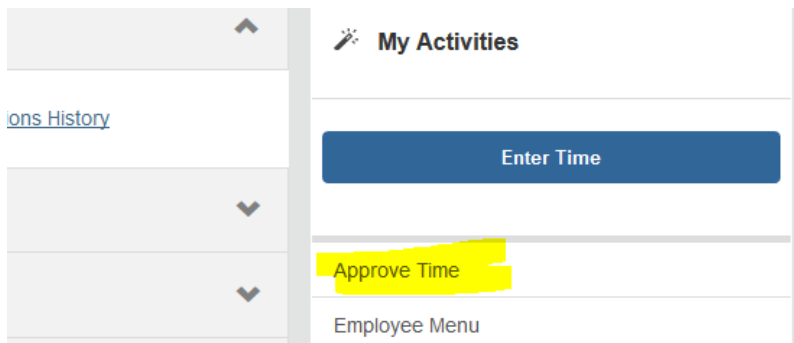 My Activities
ions History
Enter Time
Approve Time
Employee Menu